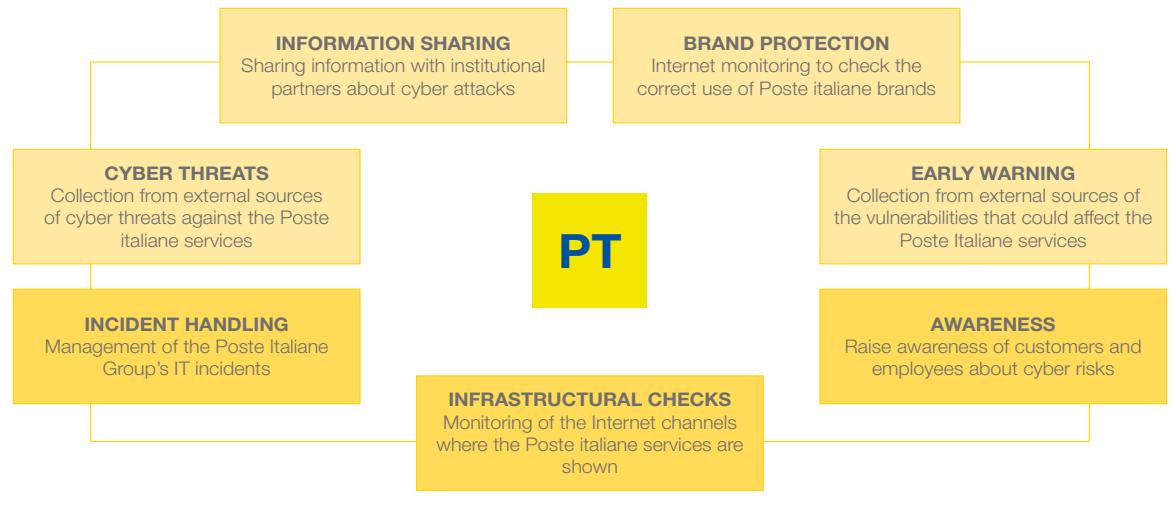 INFORMATION SHARING
Sharing information with institutional
partners about cyber attacks
BRAND PROTECTION
Internet monitoring to check the
correct use of Poste italiane brands
CYBER THREATS
Collection from external sources
of cyber threats against the Poste
italiane services
EARLY WARNING
Collection from external sources of
the vulnerabilities that could affect the
Poste Italiane services
PT
INCIDENT HANDLING
Management of the Poste Italiane
Group's IT incidents
AWARENESS
Raise awareness of customers and
employees about cyber risks
INFRASTRUCTURAL CHECKS
Monitoring of the Internet channels
where the Poste italiane services are
shown